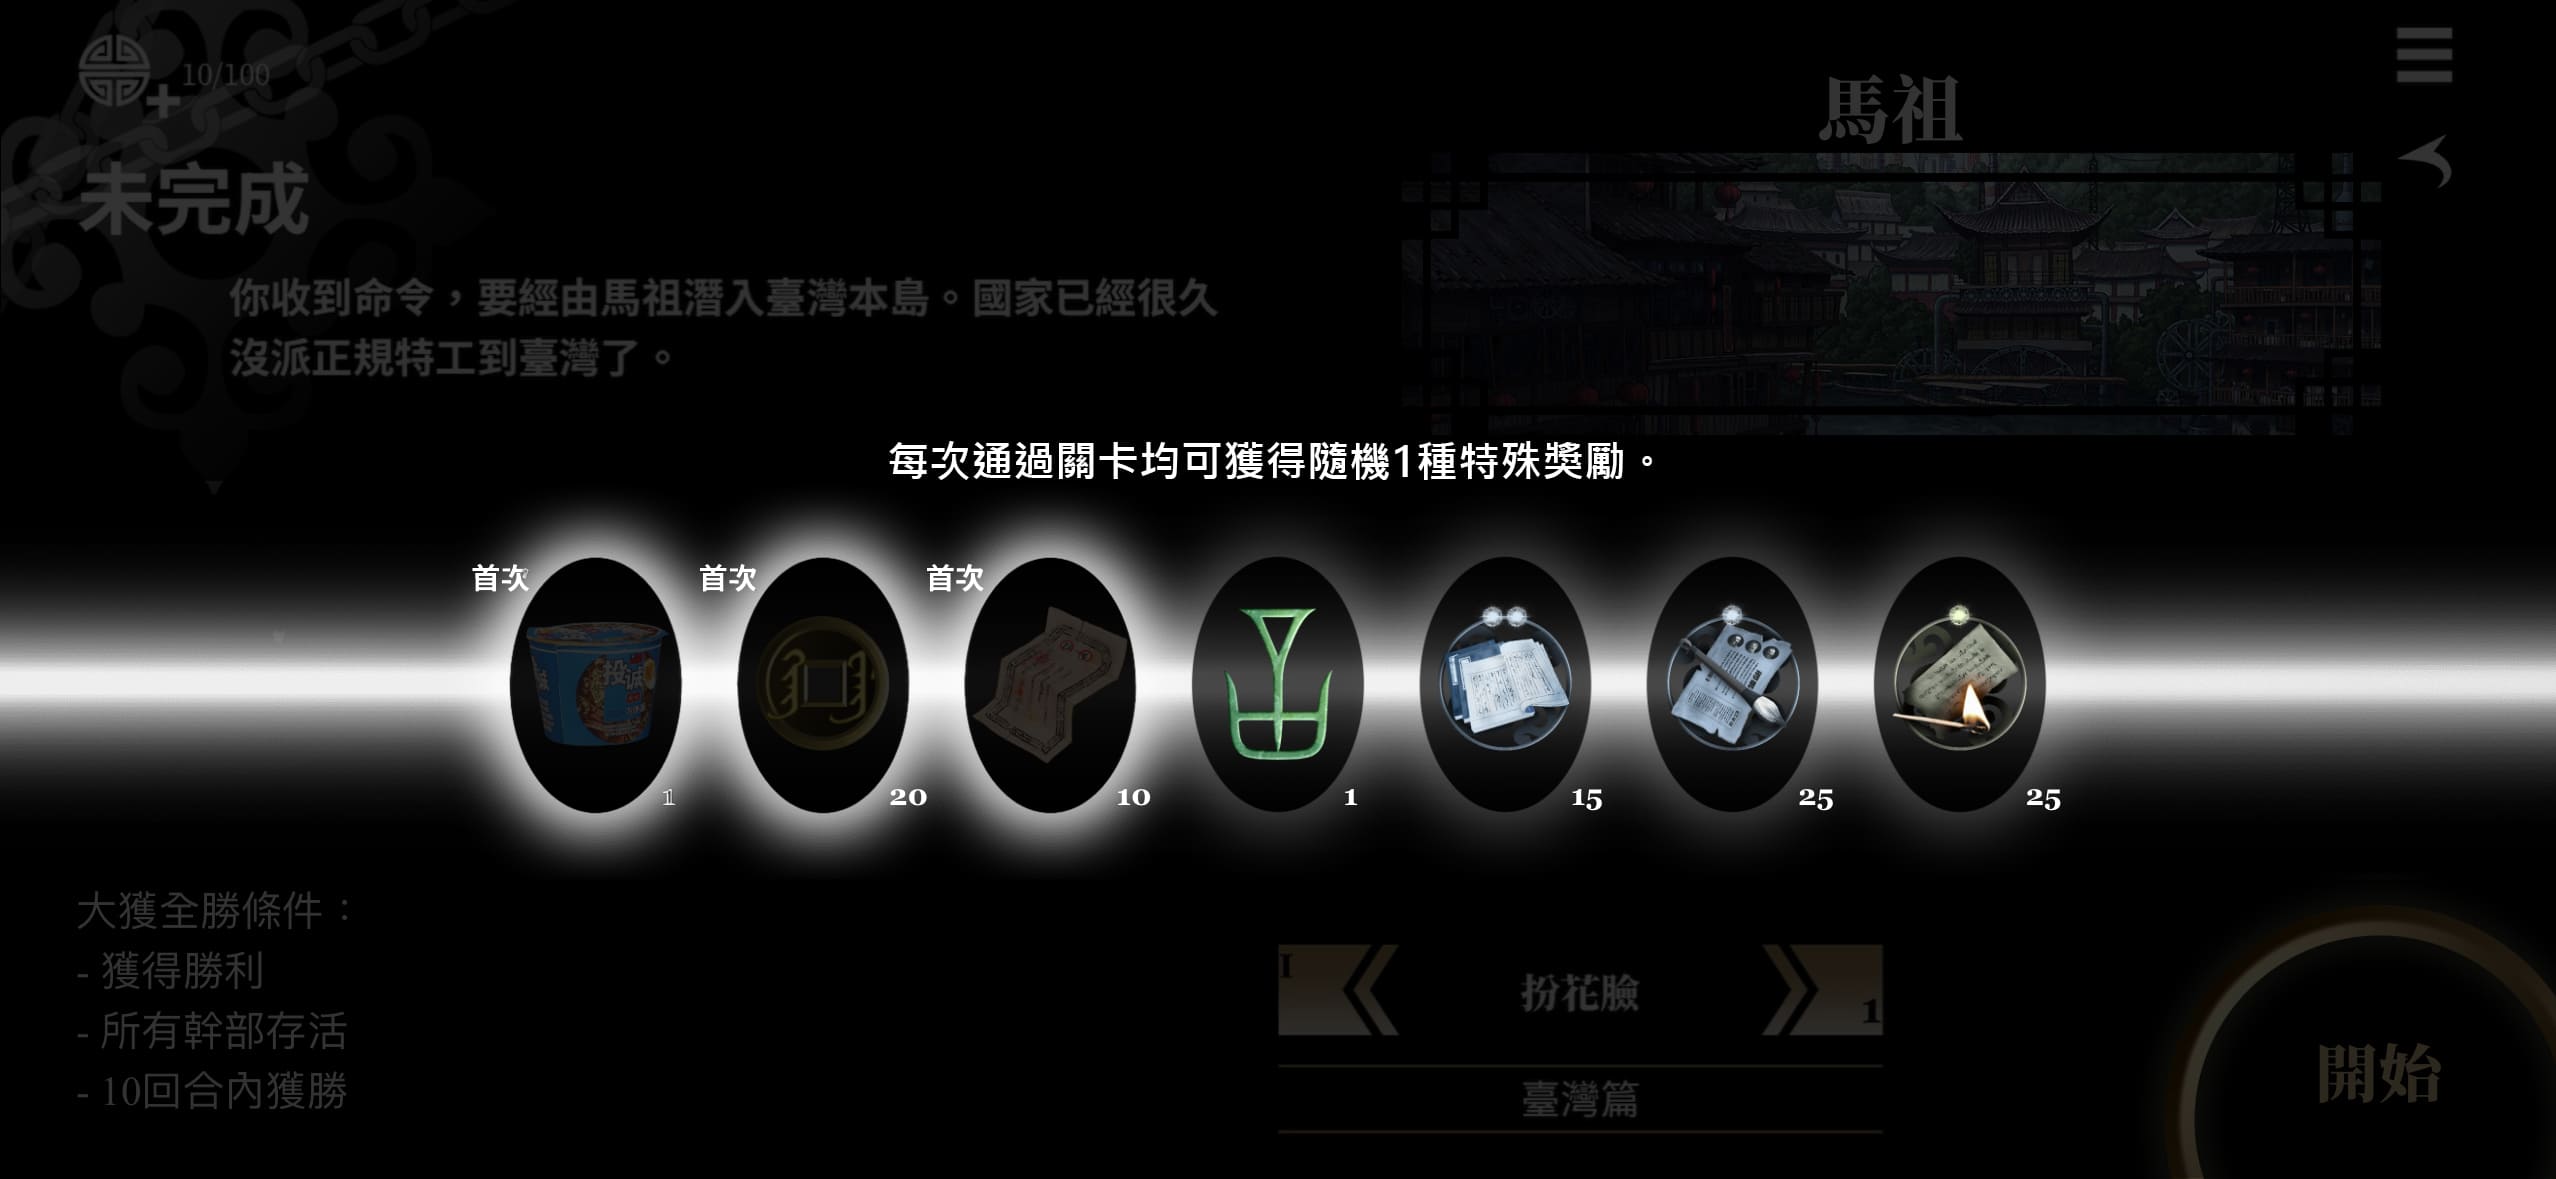 10/100
馬祖
未完成
你收到命令，要經由馬祖潛入臺灣本島。國家已經很久
沒派正規特工到臺灣了。
每次通過關卡均可獲得隨機1種特殊獎勵。
首次
首次
首次
投诚
1
20
10
1
15
25
25
大獲全勝條件：
- 獲得勝利
- 所有幹部存活
- 10回合內獲勝
I
扮花臉
1
臺灣篇
開始